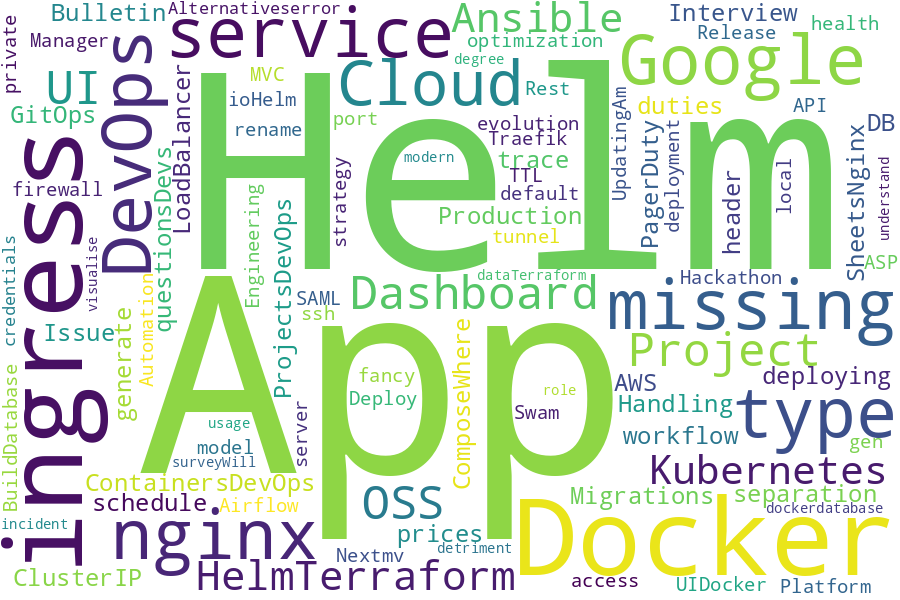 Alternativeserror
Bulletin
service
Ansible
Interview
health
private
Manager
optimization
Release
degree
UI
DevOps
MVC
Cloud
Google
ioHelm
Rest
GitOps
LoadBalancer
rename
port
evolution
Traefik
UpdatingAm
duties
API
DB
Helm
firewall
questionsDevs
strategy
modern
trace
TTL
default
PagerDuty
deployment
header
local
SheetsNginx
understand
ingress
Engineering
Production
tunnel
credentials
visualise
ProjectsDevOps
dataTerraform
Hackathon
ASP
Automation
SAML
ssh
Dashboard
missing
Issue
generate
App
Project
BuildDatabase
fancy
Deploy
ComposeWhere
role
AWS
deploying
usage
server
Swam
Handling
type
model
surveyWill
workflow
gen
ContainersDevOps
Kubernetes
schedule
Airflow
OSS
Migrations
separation
incident
nginx
prices
Docker
dockerdatabase
Nextmv
detriment
ClusterIP
HelmTerraform
access
UIDocker
Platform